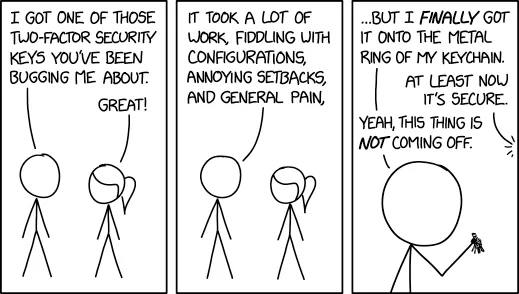 I GOT ONE OF THOSE
TWO-FACTOR SECURITY
KEYS YOU'VE BEEN
BUGGING ME ABOUT.
GREAT!
IT TOOK A LOT OF
WORK, FIDDLING WITH
CONFIGURATIONS,
ANNOYING SETBACKS,
AND GENERAL PAIN,
...BUT I FINALLY GOT
IT ONTO THE METAL
RING OF MY KEYCHAIN.
AT LEAST NOW
IT'S SECURE.
YEAH, THIS THING IS
NOT COMING OFF.